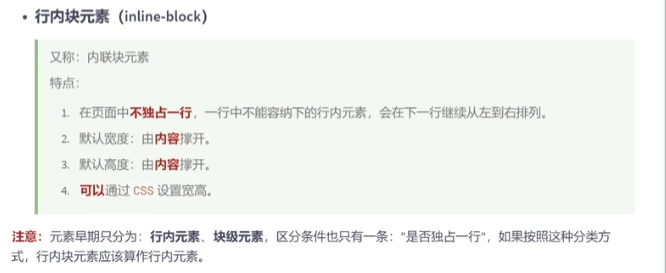 • 行内块元素（inline-block）
又称：内联块元素
特点：
1. 在页面中不独占一行，一行中不能容纳下的行内元素，会在下一行继续从左到右排列。
2. 默认宽度：由内容撑开。
3. 默认高度：由内容撑开。
4. 可以通过 CSS 设置宽高。
注意：元素早期只分为：行内元素、块级元素，区分条件也只有一条："是否独占一行"，如果按照这种分类方
式，行内块元素应该算作行内元素。